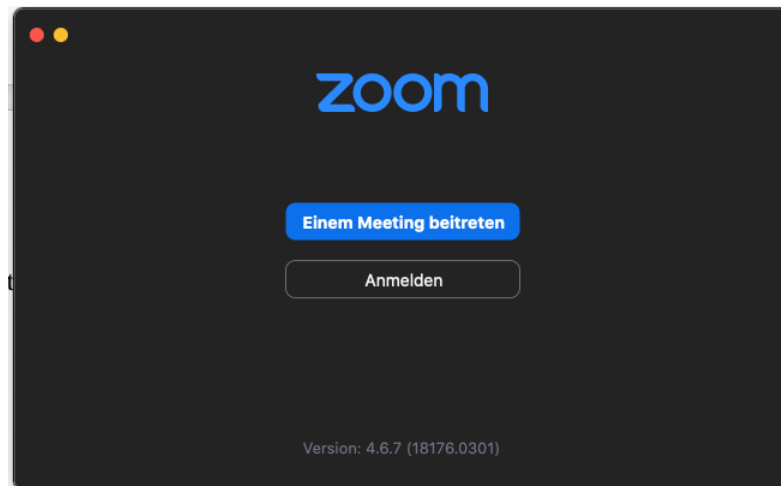 zoom
Einem Meeting beitreten
t
Anmelden
Version: 4.6.7 (18176.0301)